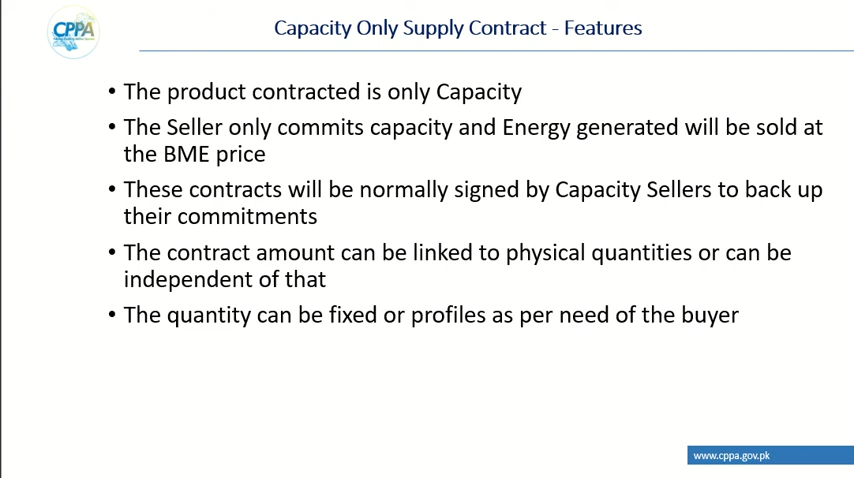 CPPA
Capacity Only Supply Contract - Features
• The product contracted is only Capacity
• The Seller only commits capacity and Energy generated will be sold at
the BME price
• These contracts will be normally signed by Capacity Sellers to back up
their commitments
• The contract amount can be linked to physical quantities or can be
independent of that
• The quantity can be fixed or profiles as per need of the buyer
www.cppa.gov.pk